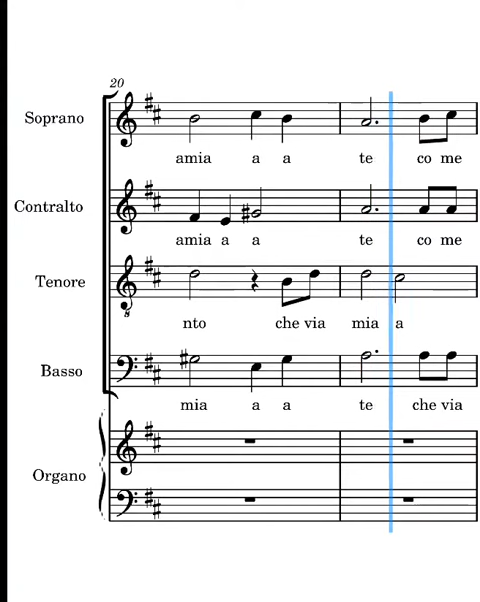 20
Soprano
amia a a te co me
Contralto
amia a a te co me
Tenore
8
nto che via mia a
Basso
mia a a te che via
Organo